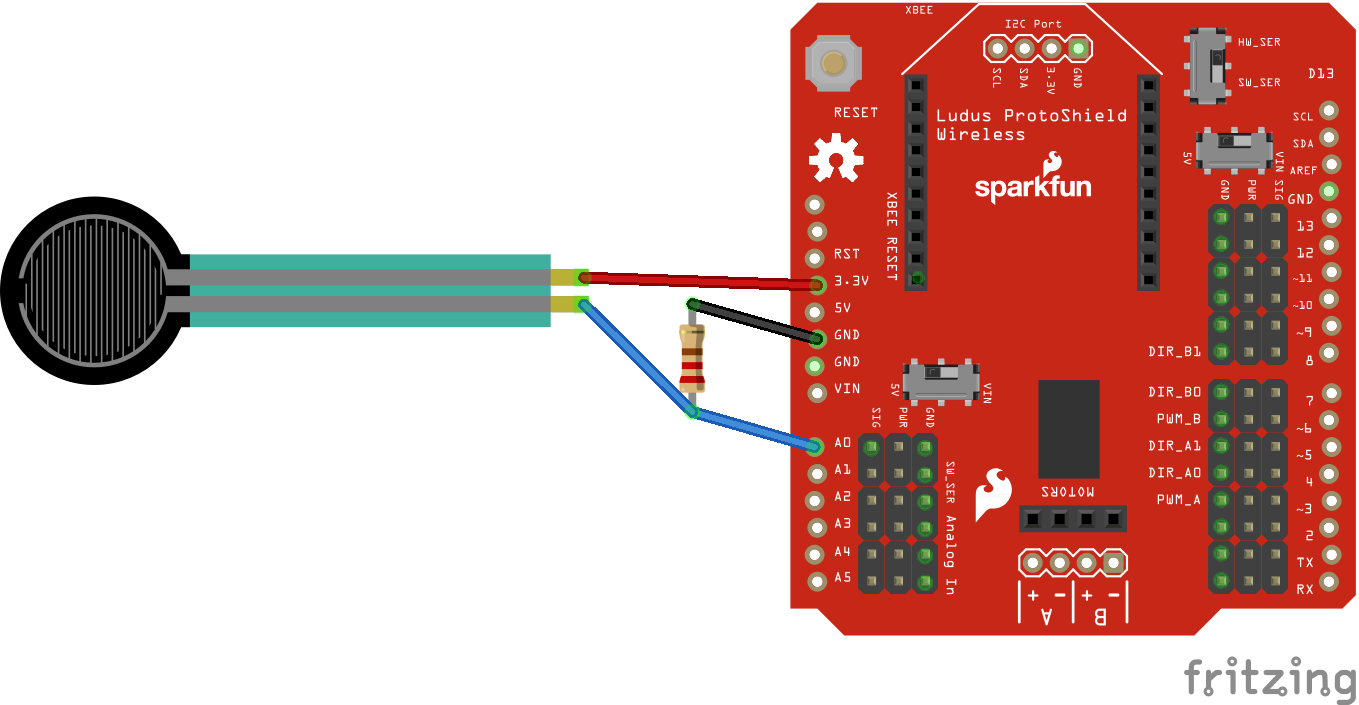 XBEE
I2C Port
SCL
SDA
3.3V
GND
HW_SER
SW_SER
D13
RESET
Ludus ProtoShield
Wireless
sparkfun
XBEE RESET
5V
VIN
SCL
SDA
AREF
GND
GND
PWR
SIG
13
12
~11
~10
~9
8
RST
3.3V
5V
GND
GND
VIN
5V
VIN
DIR_B1
DIR_B0
PWM_B
DIR_A1
DIR_A0
PWM_A
7
~6
~5
4
~3
2
TX
RX
SIG
PWR
GND
A0
A1
A2
A3
A4
A5
SW_SER
Analog In
MOTORS
+ - + -
A B
fritzing